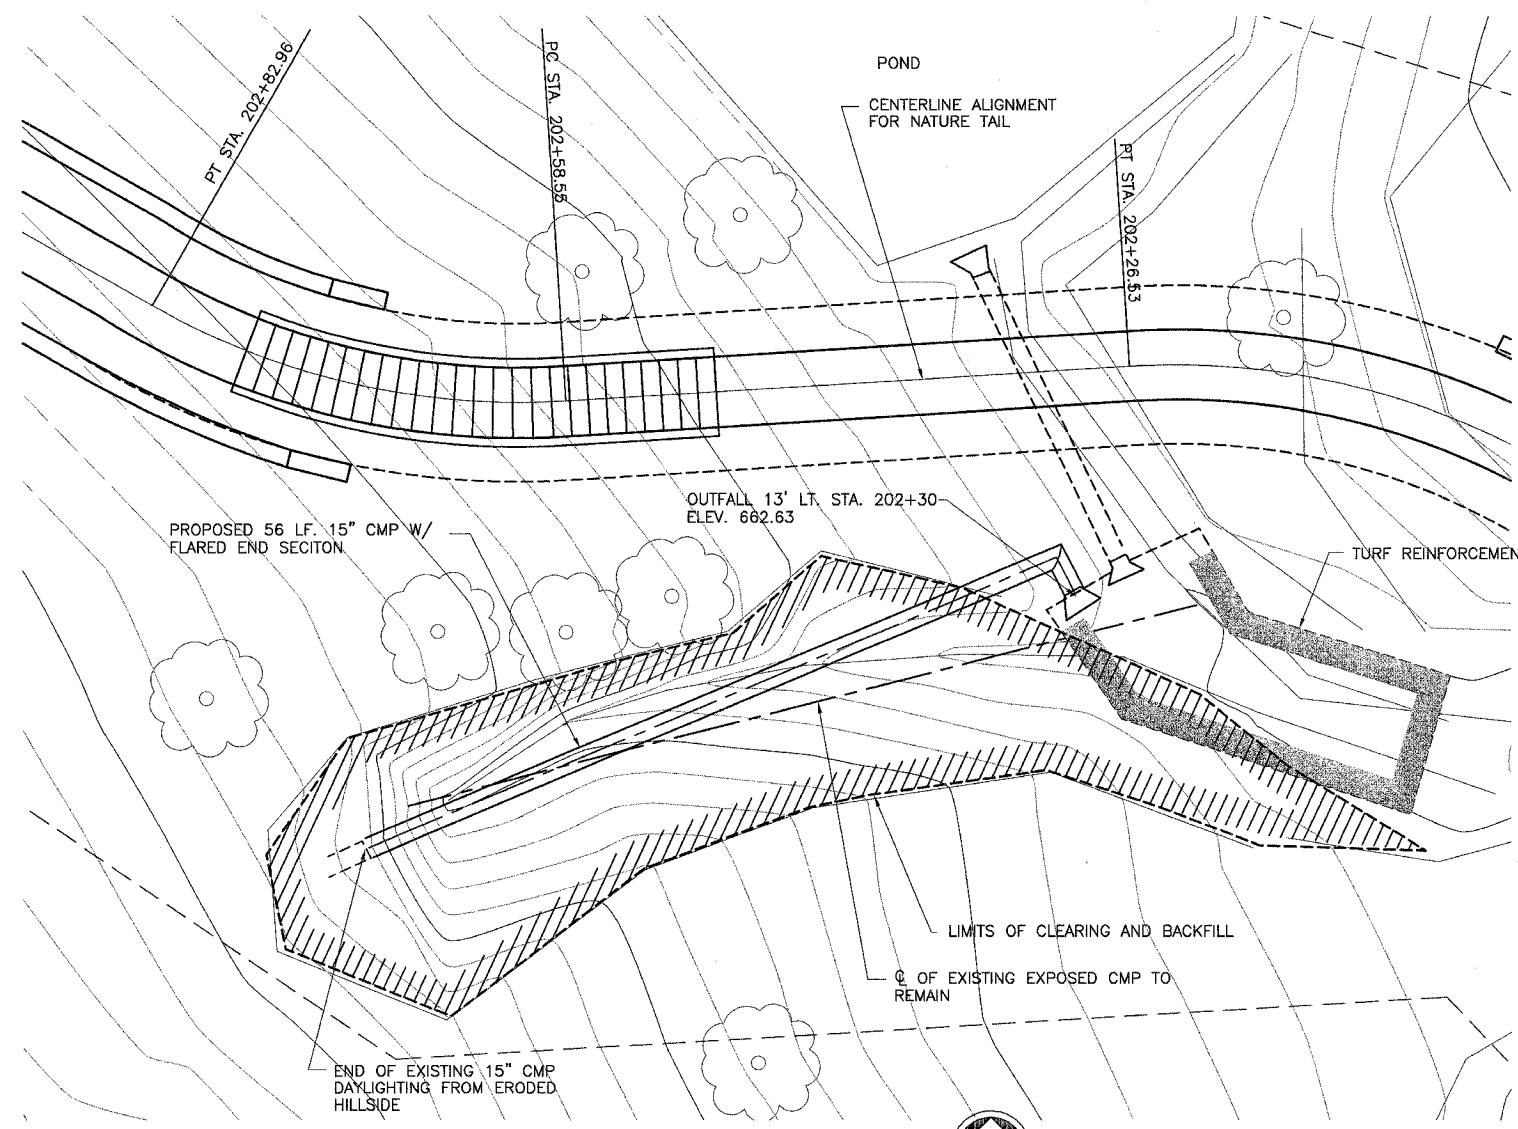 PT STA. 202+82.96
PC STA. 202+58.55
POND
CENTERLINE ALIGNMENT
FOR NATURE TAIL
PT STA. 202+26.53
OUTFALL 13' LT. STA. 202+30
ELEV. 662.63
PROPOSED 56 LF. 15" CMP W/
FLARED END SECITON
TURF REINFORCEMEN
LIMITS OF CLEARING AND BACKFILL
℄ OF EXISTING EXPOSED CMP TO
REMAIN
END OF EXISTING 15" CMP
DAYLIGHTING FROM ERODED
HILLSIDE